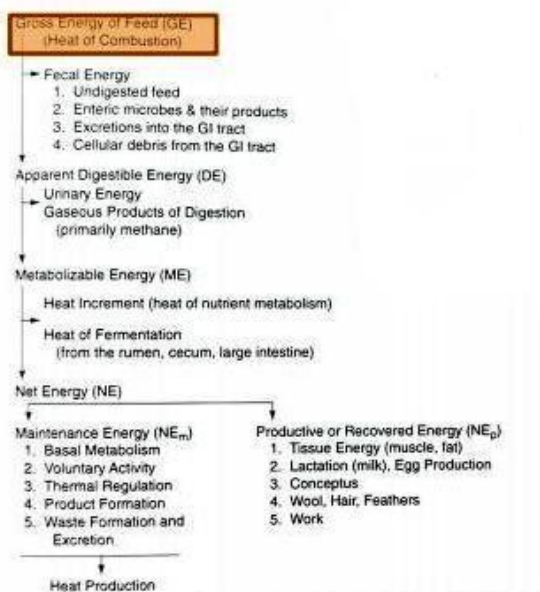 Gross Energy of Feed (GE)
(Heat of Combustion)
Fecal Energy
1. Undigested feed
2. Enteric microbes & their products
3. Excretions into the GI tract
4. Cellular debris from the GI tract
Apparent Digestible Energy (DE)
Urinary Energy
Gaseous Products of Digestion
(primarily methane)
Metabolizable Energy (ME)
Heat Increment (heat of nutrient metabolism)
Heat of Fermentation
(from the rumen, cecum, large intestine)
Net Energy (NE)
Maintenance Energy (NEm)
1. Basal Metabolism
2. Voluntary Activity
3. Thermal Regulation
4. Product Formation
5. Waste Formation and
Excretion
Heat Production
Productive or Recovered Energy (NEp)
1. Tissue Energy (muscle, fat)
2. Lactation (milk), Egg Production
3. Conceptus
4. Wool, Hair, Feathers
5. Work